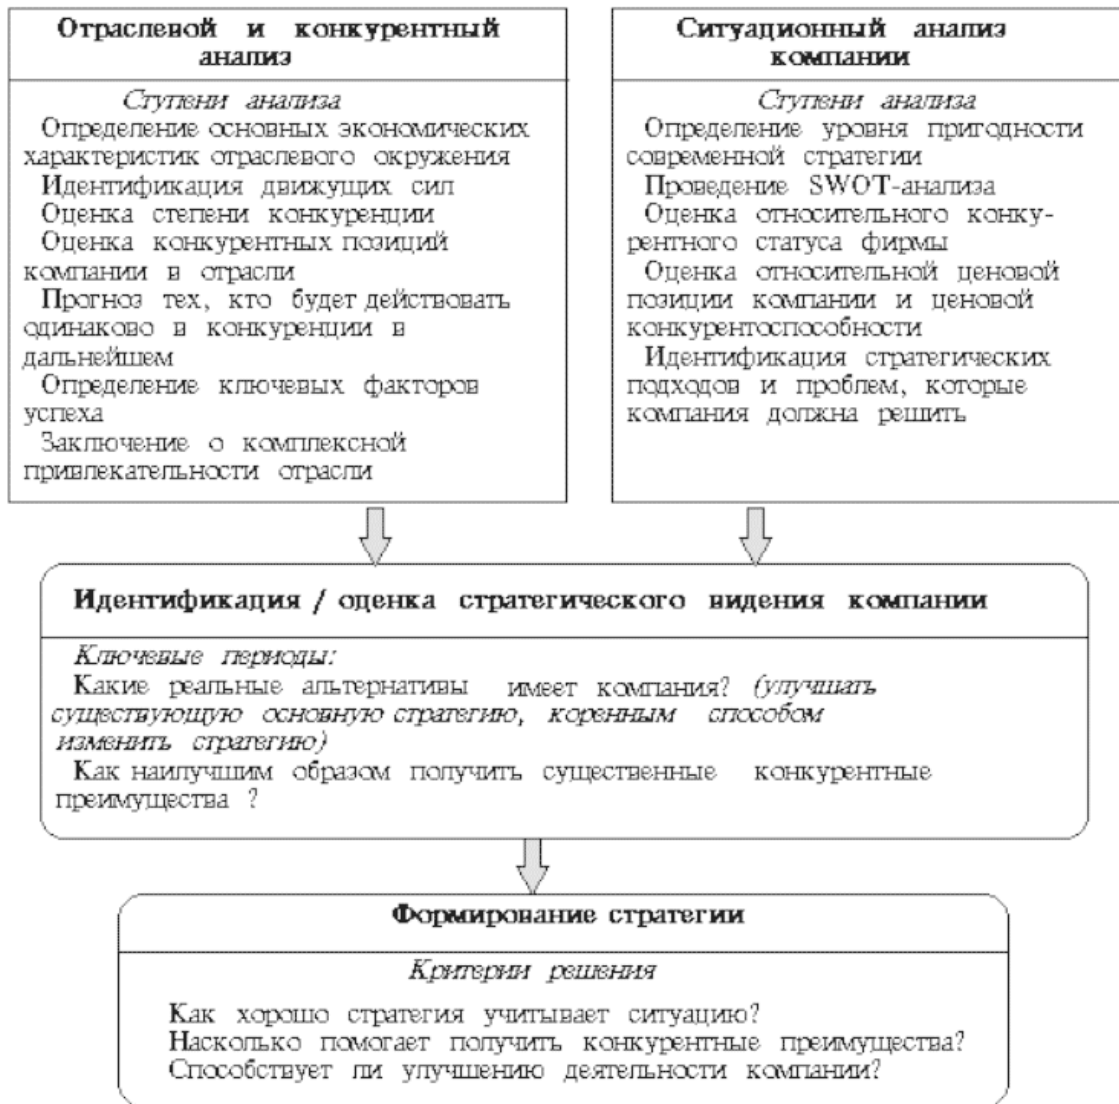 Отраслевой и конкурентный
анализ
Ступени анализа
Определение основных экономических
характеристик отраслевого окружения
Идентификация движущих сил
Оценка степени конкуренции
Оценка конкурентных позиций
компании в отрасли
Прогноз тех, кто будет действовать
одинаково в конкуренции в
дальнейшем
Определение ключевых факторов
успеха
Заключение о комплексной
привлекательности отрасли
Ситуационный анализ
компании
Ступени анализа
Определение уровня пригодности
современной стратегии
Проведение SWOT-анализа
Оценка относительного конку-
рентного статуса фирмы
Оценка относительной ценовой
позиции компании и ценовой
конкурентоспособности
Идентификация стратегических
подходов и проблем, которые
компания должна решить
Идентификация / оценка стратегического видения компании
Ключевые периоды:
Какие реальные альтернативы имеет компания? (улучшать
существующую основную стратегию, коренным способом
изменить стратегию)
Как наилучшим образом получить существенные конкурентные
преимущества ?
Формирование стратегии
Критерии решения
Как хорошо стратегия учитывает ситуацию?
Насколько помогает получить конкурентные преимущества?
Способствует ли улучшению деятельности компании?